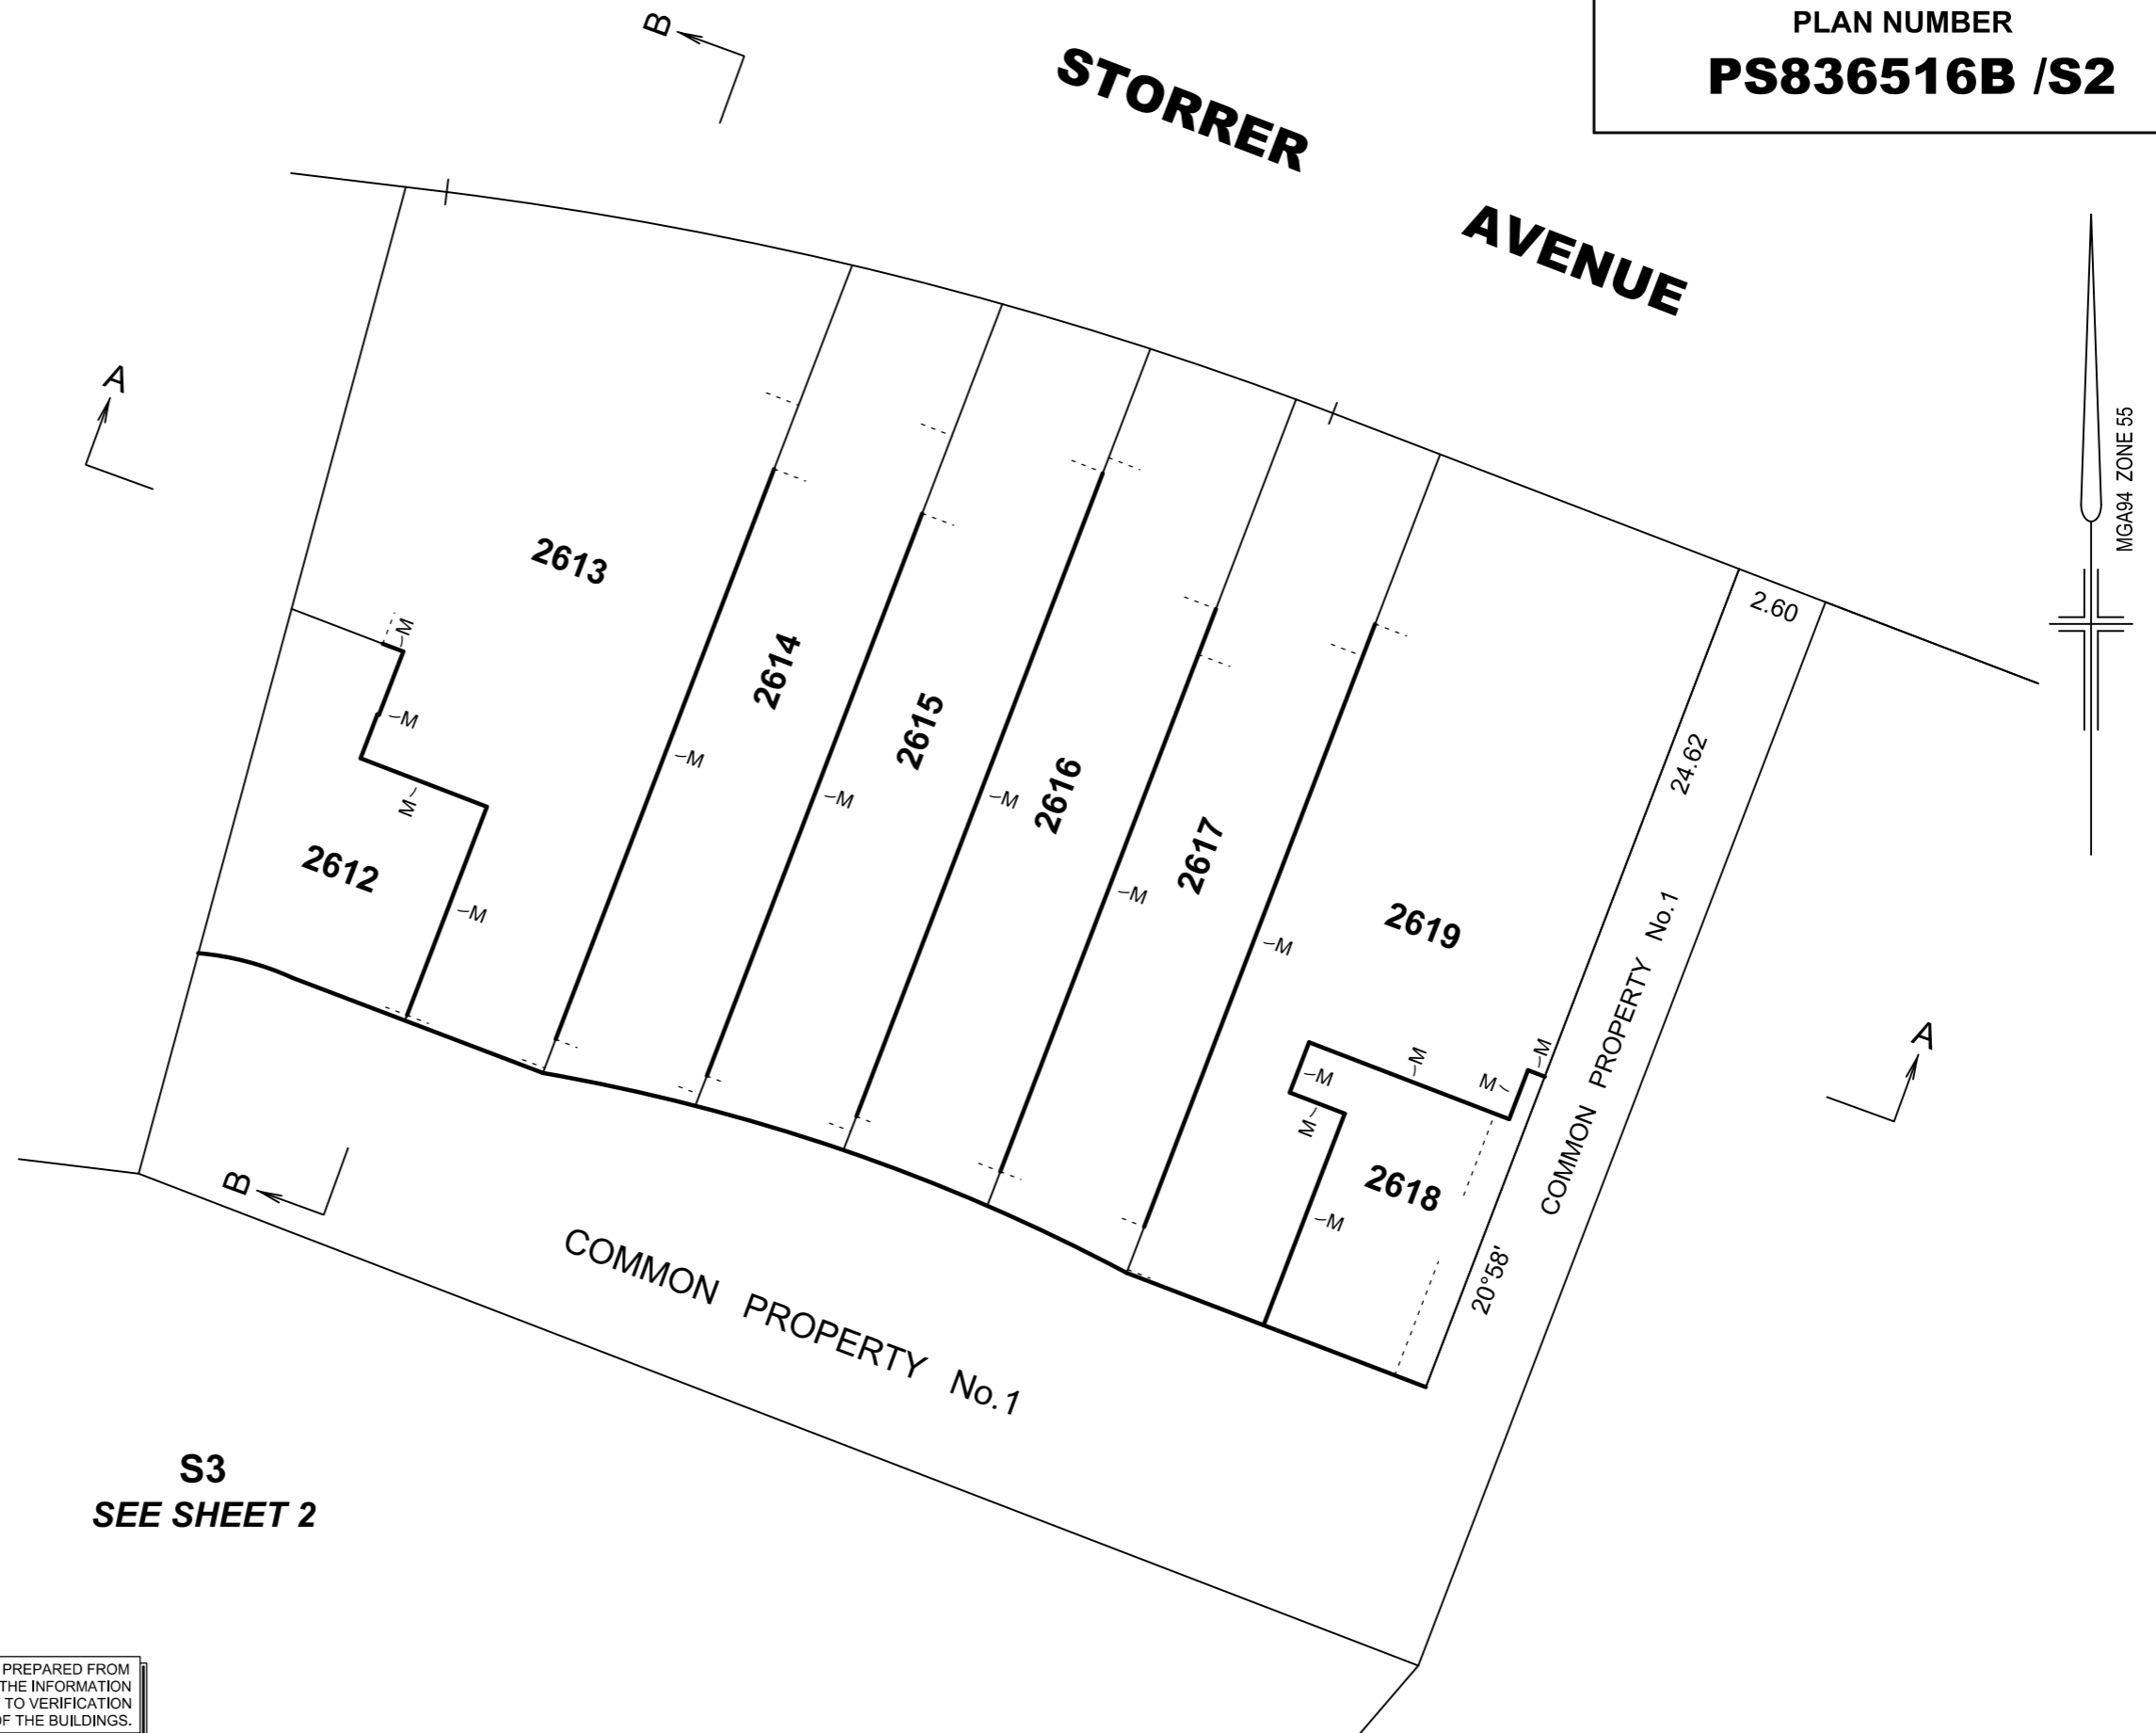 PLAN NUMBER
PS836516B /S2
B
STORRER
AVENUE
A
MGA94 ZONE 55
2613
2.60
M
2614
M
2615
24.62
M
M
M
2616
M
2617
2612
M
M
2619
M
COMMON PROPERTY No. 1
A
M
M
M
M
M
2618
M
B
20°58'
COMMON PROPERTY No. 1
S3
SEE SHEET 2
PREPARED FROM
THE INFORMATION
TO VERIFICATION
OF THE BUILDINGS.